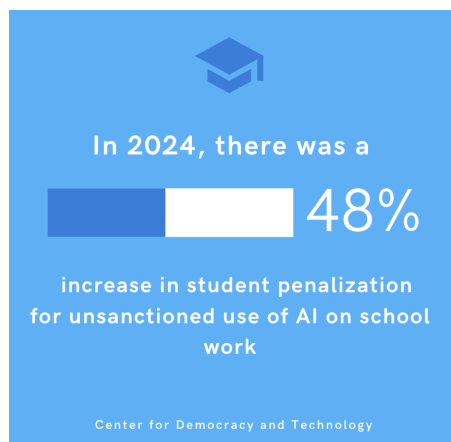 In 2024, there was a
48%
increase in student penalization
for unsanctioned use of AI on school
work
Center for Democracy and Technology